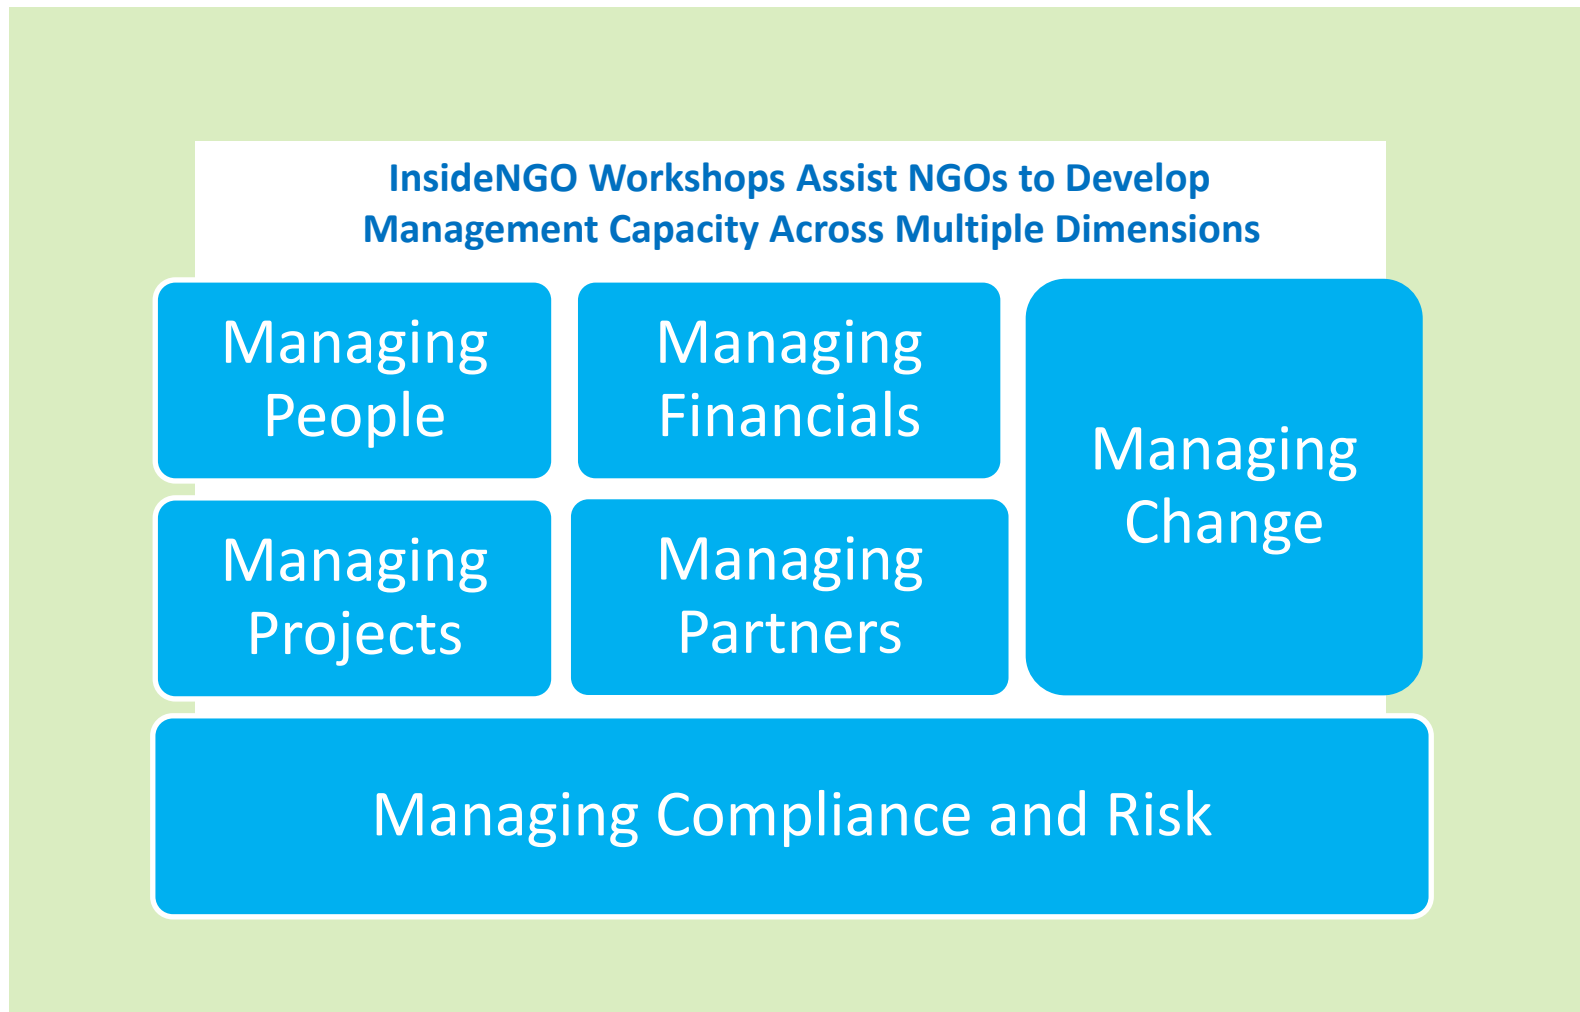 InsideNGO Workshops Assist NGOs to Develop
Management Capacity Across Multiple Dimensions
Managing
People
Managing
Financials
Managing
Change
Managing
Projects
Managing
Partners
Managing Compliance and Risk